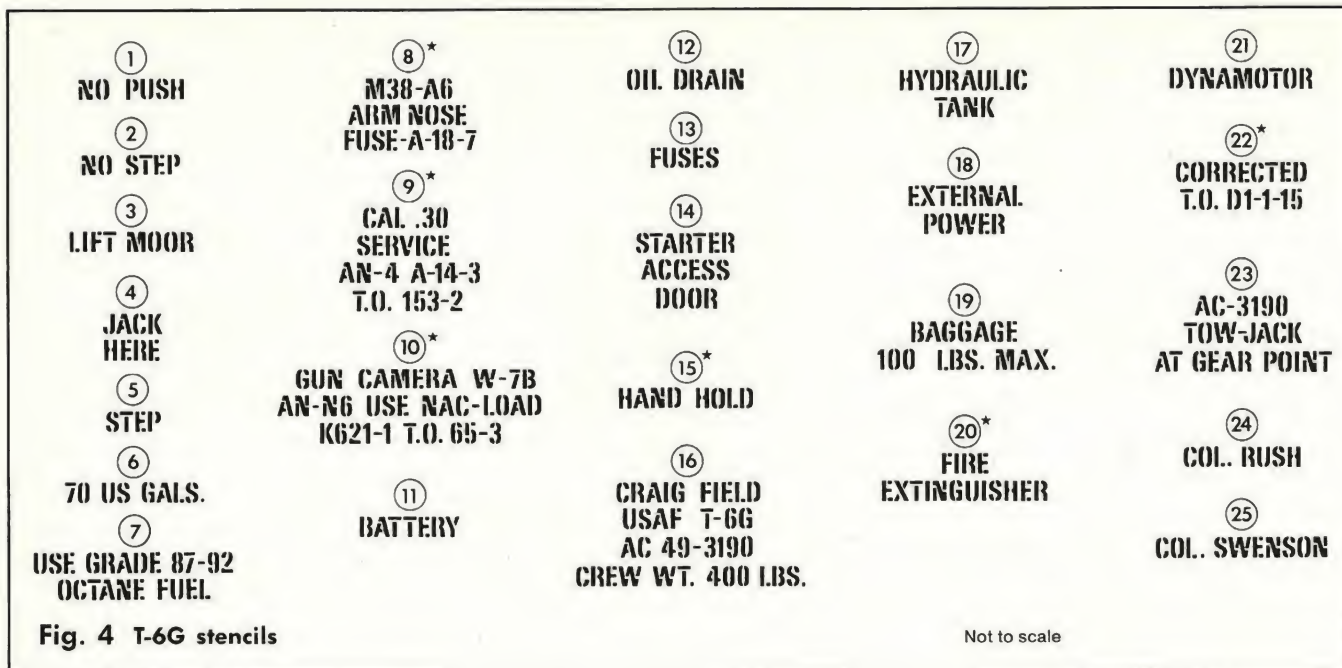 1
NO PUSH
2
NO STEP
3
LIFT MOOR
4
JACK
HERE
5
STEP
6
70 US GALS.
7
USE GRADE 87-92
OCTANE FUEL
8*
M38-A6
ARM NOSE
FUSE-A-18-7
9*
CAL .30
SERVICE
AN-4 A-14-3
T.O. 153-2
10*
GUN CAMERA W-7B
AN-N6 USE NAC-LOAD
K621-1 T.O. 65-3
11
BATTERY
12
OIL DRAIN
13
FUSES
14
STARTER
ACCESS
DOOR
15*
HAND HOLD
16
CRAIG FIELD
USAF T-6G
AC 49-3190
CREW WT. 400 LBS.
17
HYDRAULIC
TANK
18
EXTERNAL
POWER
19
BAGGAGE
100 LBS. MAX.
20*
FIRE
EXTINGUISHER
21
DYNAMOTOR
22*
CORRECTED
T.O. D1-1-15
23
AC-3190
TOW-JACK
AT GEAR POINT
24
COL. RUSH
25
COL. SWENSON
Fig. 4 T-6G stencils
Not to scale